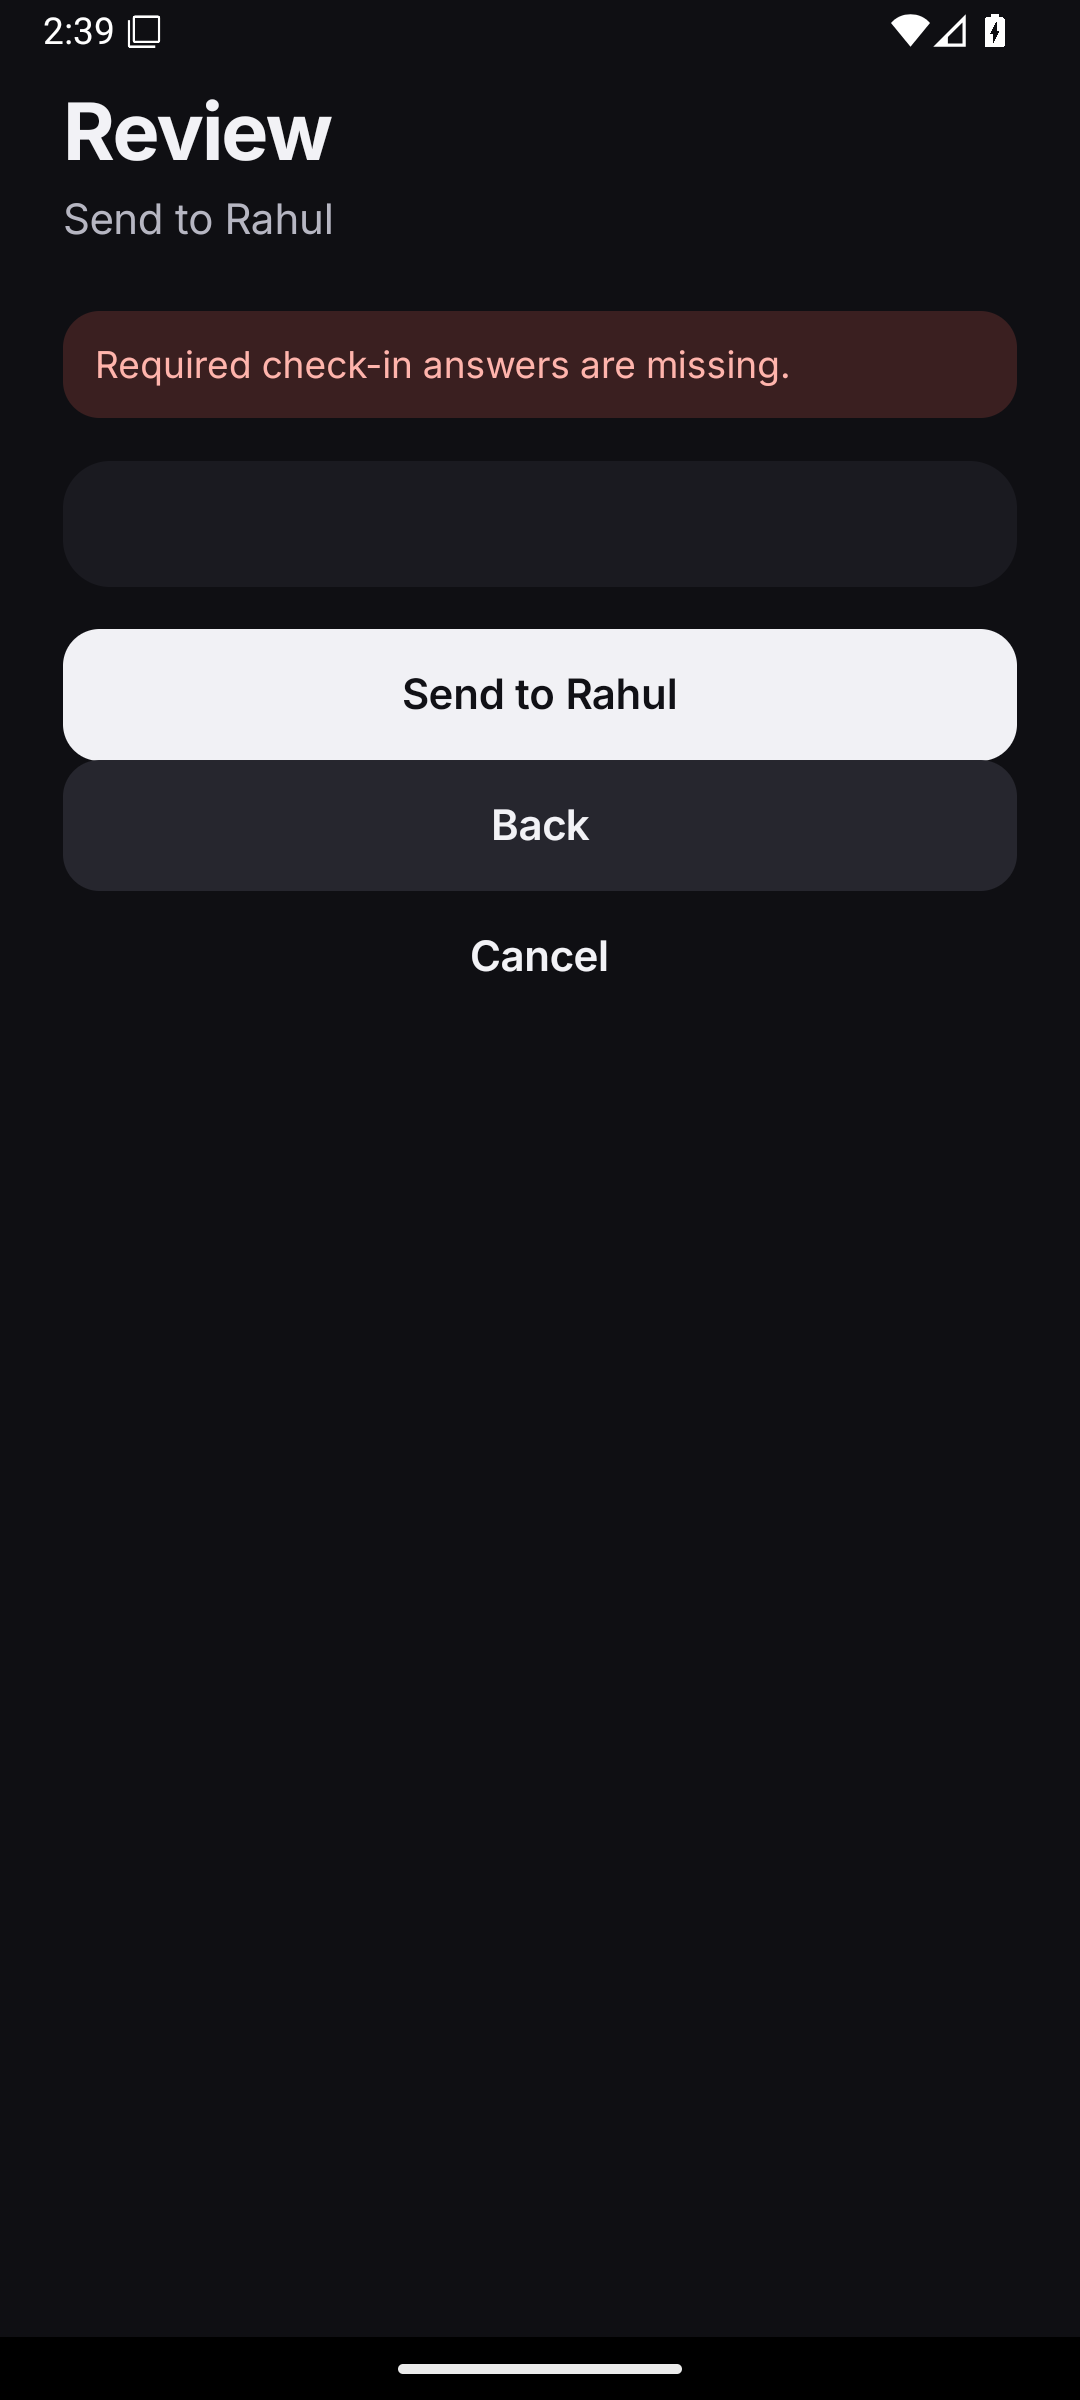 2:39
Review
Send to Rahul
Required check-in answers are missing.
Send to Rahul
Back
Cancel